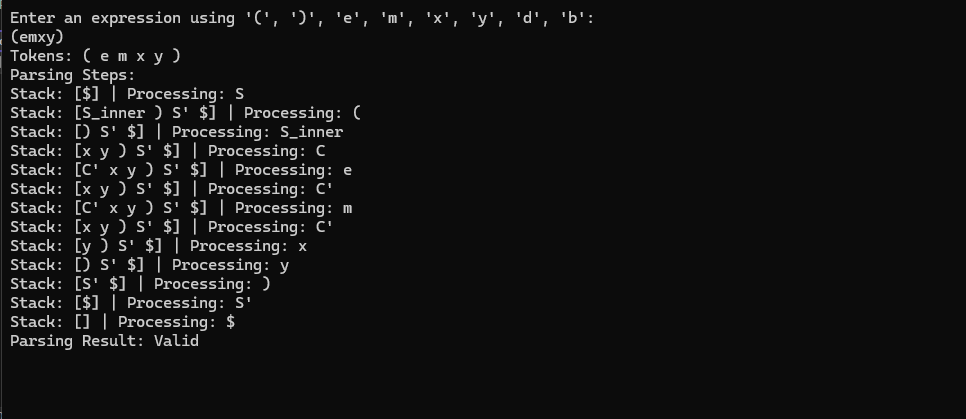 Enter an expression using '(', ')', 'e', 'm', 'x', 'y', 'd', 'b':
(emxy)
Tokens: ( e m x y )
Parsing Steps:
Stack: [$] | Processing: S
Stack: [S_inner ) S' $] | Processing: (
Stack: [) S' $] | Processing: S_inner
Stack: [x y ) S' $] | Processing: C
Stack: [C' x y ) S' $] | Processing: e
Stack: [x y ) S' $] | Processing: C'
Stack: [C' x y ) S' $] | Processing: m
Stack: [x y ) S' $] | Processing: C'
Stack: [y ) S' $] | Processing: x
Stack: [) S' $] | Processing: y
Stack: [S' $] | Processing: )
Stack: [$] | Processing: S'
Stack: [] | Processing: $
Parsing Result: Valid